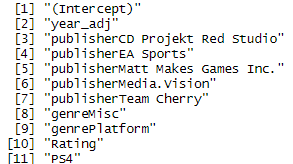 [1] "(Intercept)"
[2] "year_adj"
[3] "publisherCD Projekt Red Studio"
[4] "publisherEA Sports"
[5] "publisherMatt Makes Games Inc."
[6] "publisherMedia.Vision"
[7] "publisherTeam Cherry"
[8] "genreMisc"
[9] "genrePlatform"
[10] "Rating"
[11] "PS4"